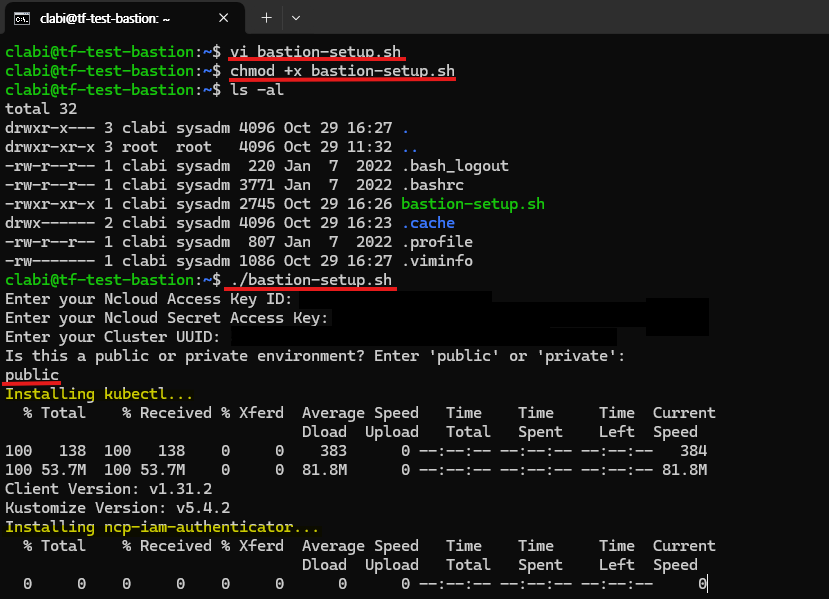 clabi@tf-test-bastion: ~
clabi@tf-test-bastion:~$ vi bastion-setup.sh
clabi@tf-test-bastion:~$ chmod +x bastion-setup.sh
clabi@tf-test-bastion:~$ ls -al
total 32
drwxr-x--- 3 clabi sysadm 4096 Oct 29 16:27 .
drwxr-xr-x 3 root  root   4096 Oct 29 11:32 ..
-rw-r--r-- 1 clabi sysadm  220 Jan  7  2022 .bash_logout
-rw-r--r-- 1 clabi sysadm 3771 Jan  7  2022 .bashrc
-rwxr-xr-x 1 clabi sysadm 2745 Oct 29 16:26 bastion-setup.sh
drwx------ 2 clabi sysadm 4096 Oct 29 16:23 .cache
-rw-r--r-- 1 clabi sysadm  807 Jan  7  2022 .profile
-rw------- 1 clabi sysadm 1086 Oct 29 16:27 .viminfo
clabi@tf-test-bastion:~$ ./bastion-setup.sh
Enter your Ncloud Access Key ID:
Enter your Ncloud Secret Access Key:
Enter your Cluster UUID:
Is this a public or private environment? Enter 'public' or 'private':
public
Installing kubectl...
  % Total    % Received % Xferd  Average Speed   Time    Time     Time  Current
                                 Dload  Upload   Total   Spent    Left  Speed
100   138  100   138    0     0    383      0 --:--:-- --:--:-- --:--:--   384
100 53.7M  100 53.7M    0     0  81.8M      0 --:--:-- --:--:-- --:--:-- 81.8M
Client Version: v1.31.2
Kustomize Version: v5.4.2
Installing ncp-iam-authenticator...
  % Total    % Received % Xferd  Average Speed   Time    Time     Time  Current
                                 Dload  Upload   Total   Spent    Left  Speed
  0     0    0     0    0     0      0      0 --:--:-- --:--:-- --:--:--     0